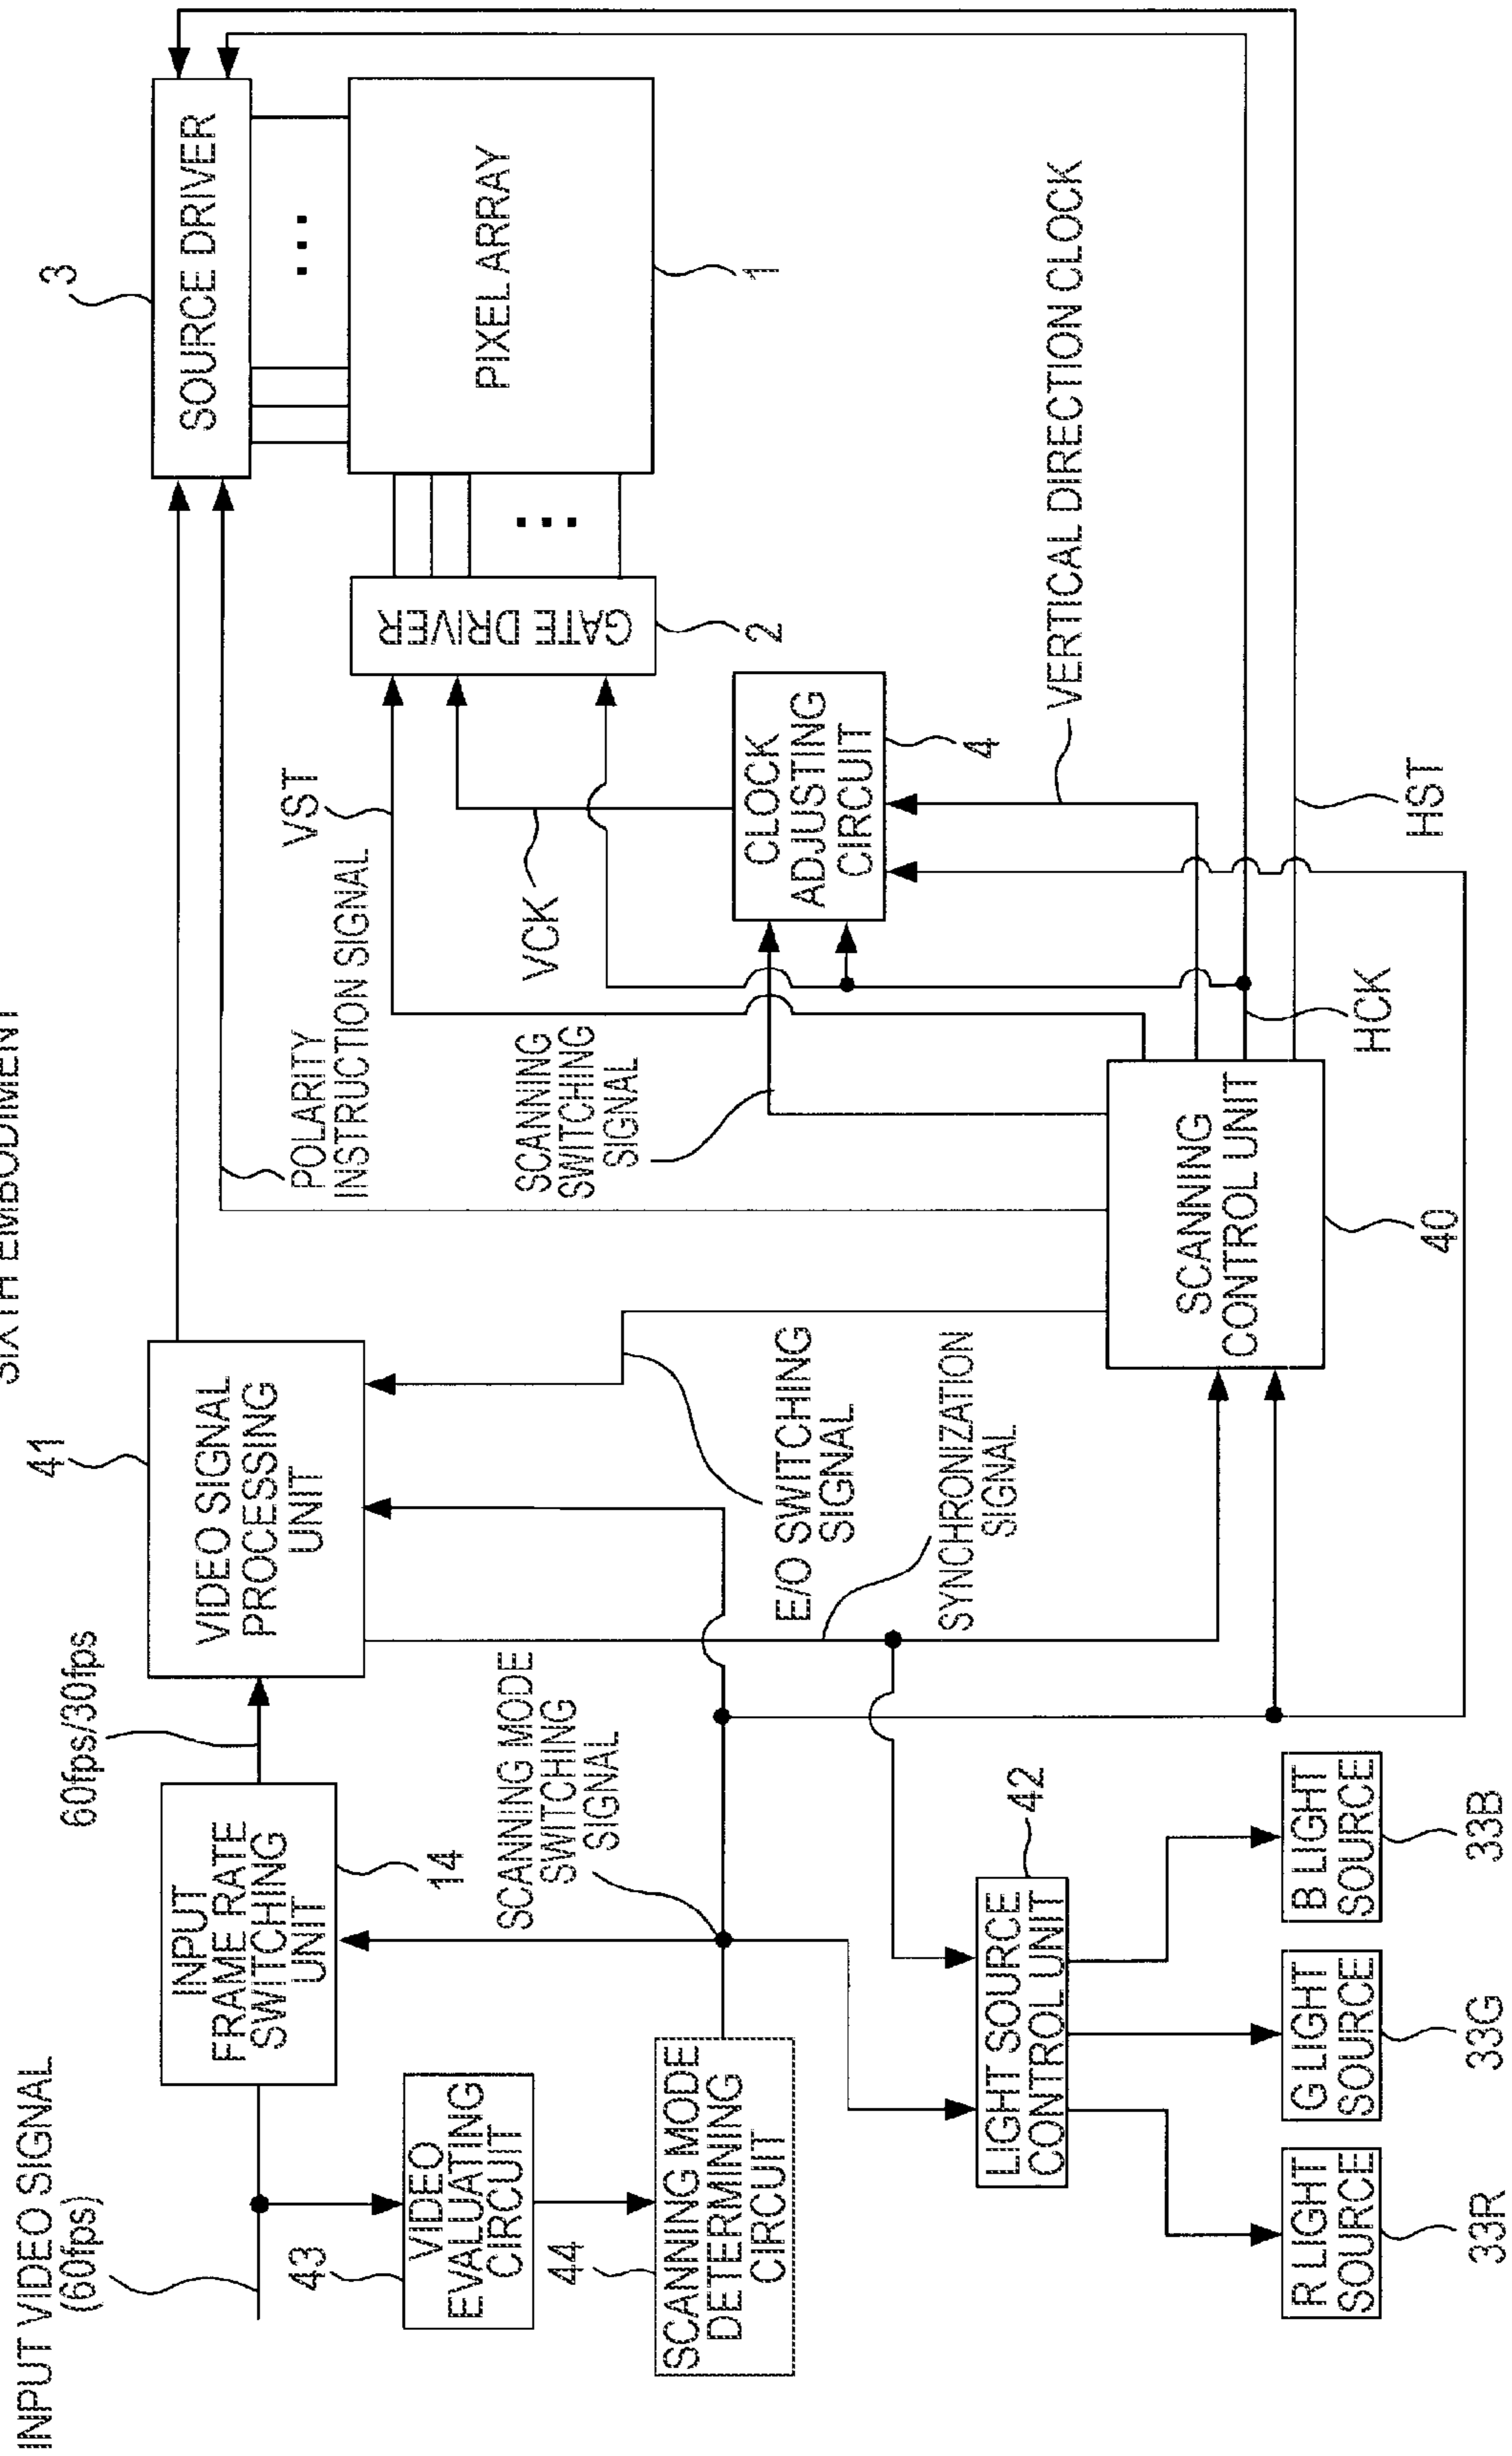 SIXTH EMBODIMENT
INPUT VIDEO SIGNAL
(60fps)
INPUT
FRAME RATE
SWITCHING
UNIT
14
60fps/30fps
41
VIDEO SIGNAL
PROCESSING
UNIT
POLARITY
INSTRUCTION SIGNAL
3
SOURCE DRIVER
43
VIDEO
EVALUATING
CIRCUIT
44
SCANNING MODE
DETERMINING
CIRCUIT
SCANNING MODE
SWITCHING
SIGNAL
VST
GATE DRIVER
2
PIXEL ARRAY
1
SCANNING
SWITCHING
SIGNAL
VCK
CLOCK
ADJUSTING
CIRCUIT
4
E/O SWITCHING
SIGNAL
SYNCHRONIZATION
SIGNAL
VERTICAL DIRECTION CLOCK
LIGHT SOURCE
CONTROL UNIT
42
SCANNING
CONTROL UNIT
40
HCK
HST
R LIGHT
SOURCE
33R
G LIGHT
SOURCE
33G
B LIGHT
SOURCE
33B